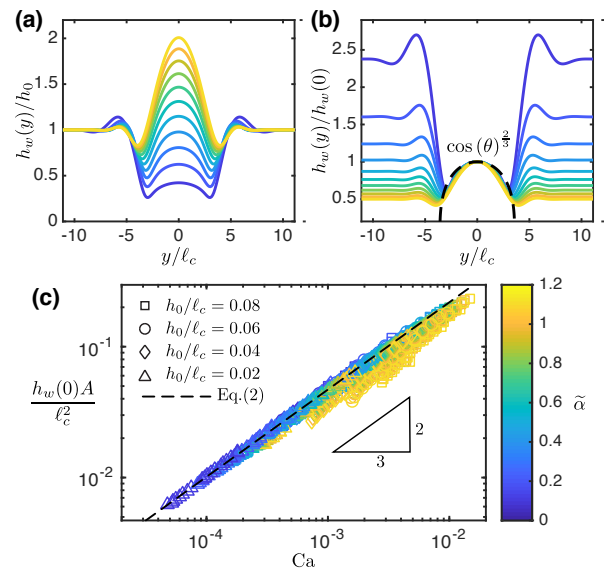 (a)
h_w(y)/h_0
2
1.5
1
0.5
0
-10 -5 0 5 10
y/ℓ_c
(b)
h_w(y)/h_w(0)
2.5
2
1.5
1
0.5
cos (θ)^{2/3}
-10 -5 0 5 10
y/ℓ_c
(c)
h_w(0)A
ℓ_c^2
10^{-1}
10^{-2}
h_0/ℓ_c = 0.08
h_0/ℓ_c = 0.06
h_0/ℓ_c = 0.04
h_0/ℓ_c = 0.02
Eq.(2)
2
3
10^{-4} 10^{-3} 10^{-2}
Ca
1.2
1
0.8
0.6
0.4
0.2
0
α̃